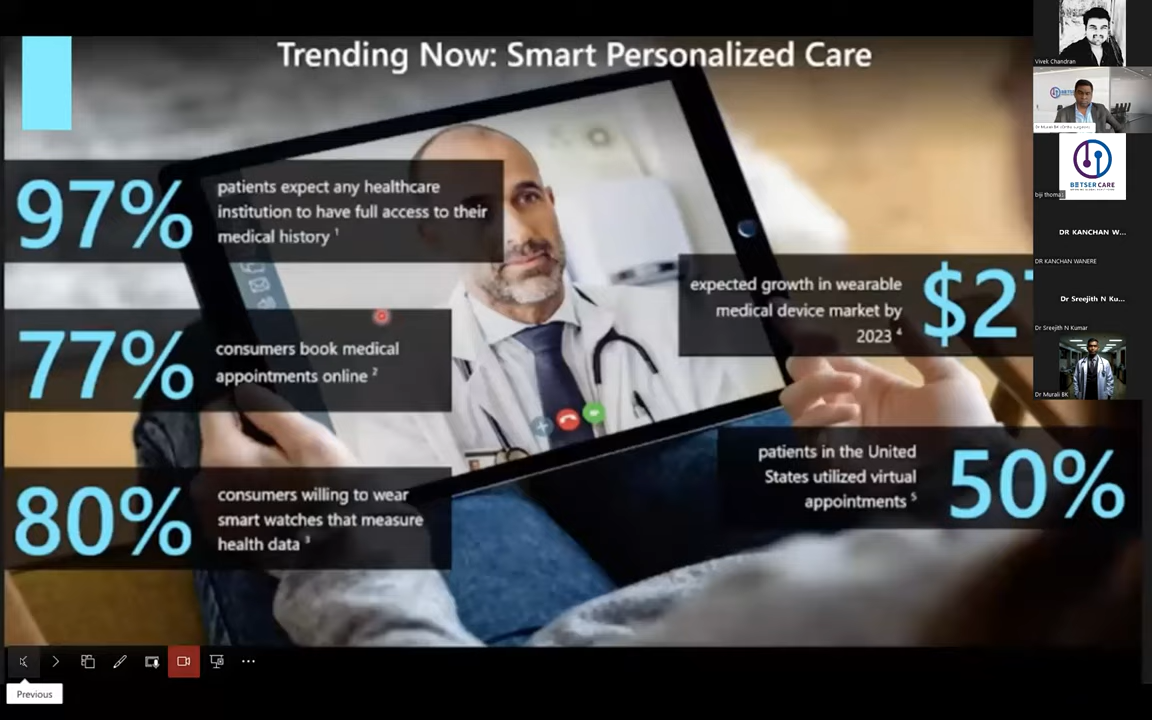 Trending Now: Smart Personalized Care
97%
patients expect any healthcare
institution to have full access to their
medical history 1
77%
consumers book medical
appointments online 2
80%
consumers willing to wear
smart watches that measure
health data 3
expected growth in wearable
medical device market by
2023 4
$2
patients in the United
States utilized virtual
appointments 5
50%
Previous
Vivek Chandran
BETSER CARE
biji thomas
DR KANCHAN W...
DR KANCHAN WANERE
Dr Sreejith N Ku...
Dr Sreejith N Kumar
Dr Murali BK